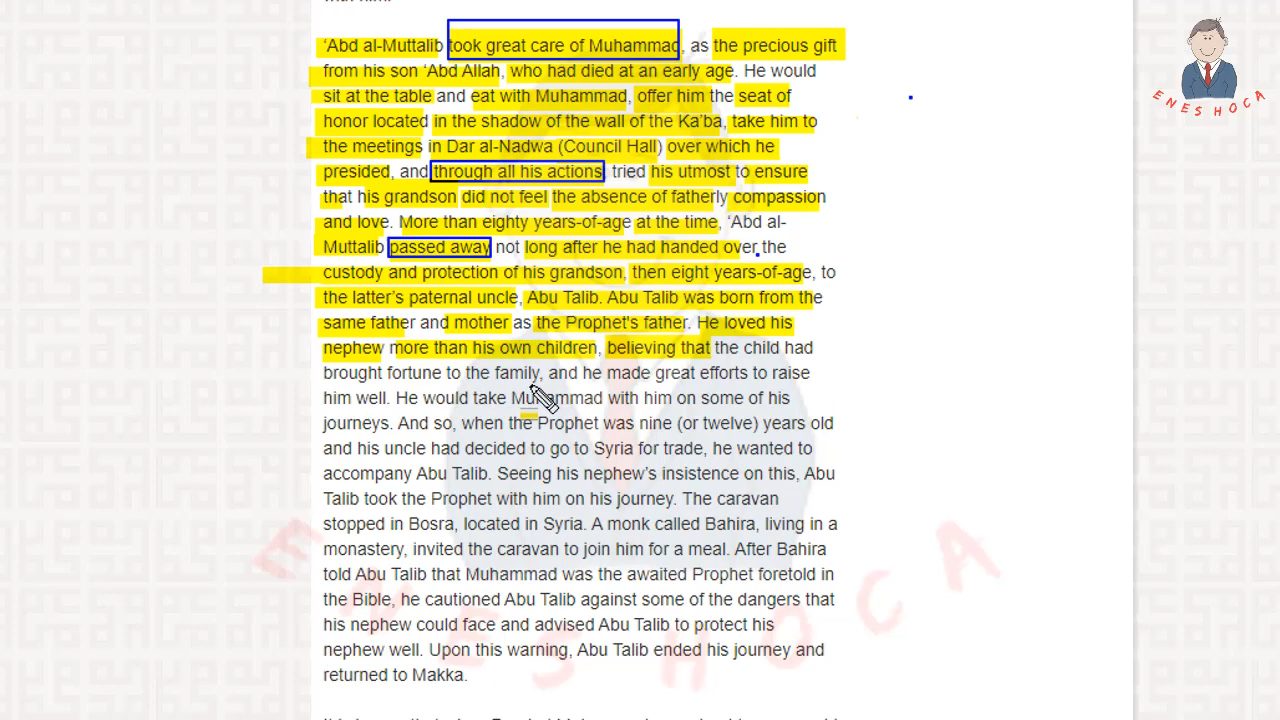 'Abd al-Muttalib took great care of Muhammad, as the precious gift
from his son 'Abd Allah, who had died at an early age. He would
sit at the table and eat with Muhammad, offer him the seat of
honor located in the shadow of the wall of the Ka'ba, take him to
the meetings in Dar al-Nadwa (Council Hall) over which he
presided, and through all his actions, tried his utmost to ensure
that his grandson did not feel the absence of fatherly compassion
and love. More than eighty years-of-age at the time, 'Abd al-
Muttalib passed away not long after he had handed over the
custody and protection of his grandson, then eight years-of-age, to
the latter's paternal uncle, Abu Talib. Abu Talib was born from the
same father and mother as the Prophet's father. He loved his
nephew more than his own children, believing that the child had
brought fortune to the family, and he made great efforts to raise
him well. He would take Muhammad with him on some of his
journeys. And so, when the Prophet was nine (or twelve) years old
and his uncle had decided to go to Syria for trade, he wanted to
accompany Abu Talib. Seeing his nephew's insistence on this, Abu
Talib took the Prophet with him on his journey. The caravan
stopped in Bosra, located in Syria. A monk called Bahira, living in a
monastery, invited the caravan to join him for a meal. After Bahira
told Abu Talib that Muhammad was the awaited Prophet foretold in
the Bible, he cautioned Abu Talib against some of the dangers that
his nephew could face and advised Abu Talib to protect his
nephew well. Upon this warning, Abu Talib ended his journey and
returned to Makka.
ENES HOCA
ENES HOCA